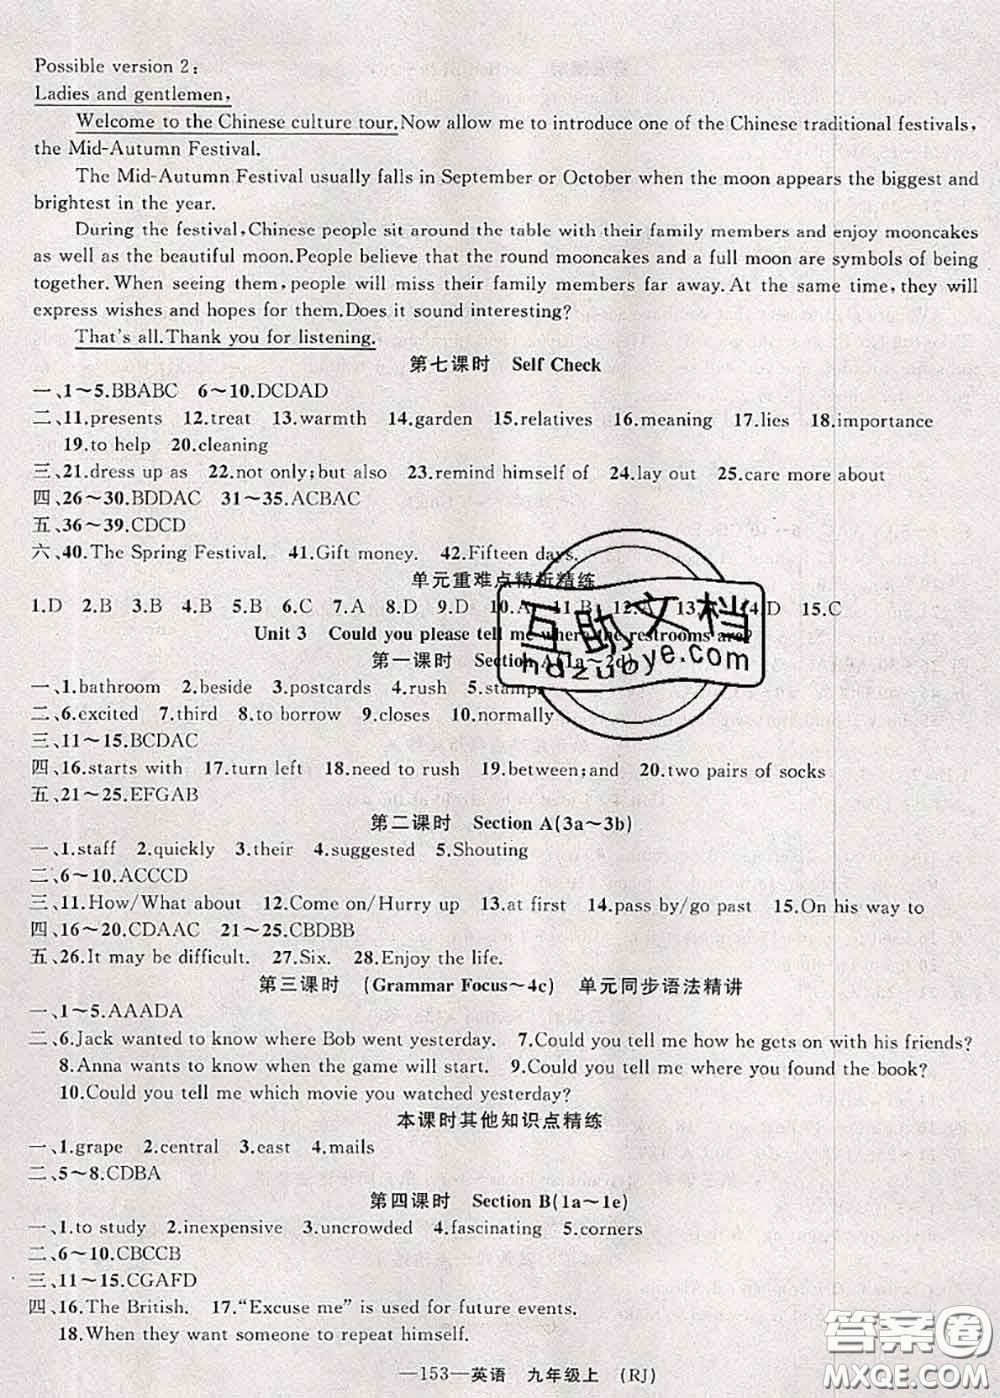 Possible version 2:
Ladies and gentlemen,
Welcome to the Chinese culture tour.Now allow me to introduce one of the Chinese traditional festivals,
the Mid-Autumn Festival.
The Mid-Autumn Festival usually falls in September or October when the moon appears the biggest and
brightest in the year.
During the festival,Chinese people sit around the table with their family members and enjoy mooncakes
as well as the beautiful moon.People believe that the round mooncakes and a full moon are symbols of being
together.When seeing them,people will miss their family members far away.At the same time,they will
express wishes and hopes for them.Does it sound interesting?
That's all.Thank you for listening.
第七课时 Self Check
一、1～5.BBABC 6～10.DCDAD
二、11.presents 12.treat 13.warmth 14.garden 15.relatives 16.meaning 17.lies 18.importance
19.to help 20.cleaning
三、21.dress up as 22.not only;but also 23.remind himself of 24.lay out 25.care more about
四、26～30.BDDAC 31～35.ACBAC
五、36～39.CDCD
六、40.The Spring Festival. 41.Gift money. 42.Fifteen days.
单元重难点精析精练
1.D 2.B 3.B 4.B 5.B 6.C 7.A 8.D 9.D 10.A 11.B 12.A 13. 14.D 15.C
Unit 3 Could you please tell me where the restrooms are?
第一课时 Section A(1a～2d)
一、1.bathroom 2.beside 3.postcards 4.rush 5.stamp
二、6.excited 7.third 8.to borrow 9.closes 10.normally
三、11～15.BCDAC
四、16.starts with 17.turn left 18.need to rush 19.between;and 20.two pairs of socks
五、21～25.EFGAB
第二课时 Section A(3a～3b)
一、1.staff 2.quickly 3.their 4.suggested 5.Shouting
二、6～10.ACCCD
三、11.How/What about 12.Come on/Hurry up 13.at first 14.pass by/go past 15.On his way to
四、16～20.CDAAC 21～25.CBDBB
五、26.It may be difficult. 27.Six. 28.Enjoy the life.
第三课时 (Grammar Focus～4c) 单元同步语法精讲
一、1～5.AAADA
二、6.Jack wanted to know where Bob went yesterday. 7.Could you tell me how he gets on with his friends?
8.Anna wants to know when the game will start. 9.Could you tell me where you found the book?
10.Could you tell me which movie you watched yesterday?
本课时其他知识点精练
一、1.grape 2.central 3.east 4.mails
二、5～8.CDBA
第四课时 Section B(1a～1e)
一、1.to study 2.inexpensive 3.uncrowded 4.fascinating 5.corners
二、6～10.CBCCB
三、11～15.CGAFD
四、16.The British. 17.“Excuse me” is used for future events.
18.When they want someone to repeat himself.
—153—英语 九年级上 (RJ)
互助文档
hdzuoye.com
答案圈
MXQE.COM